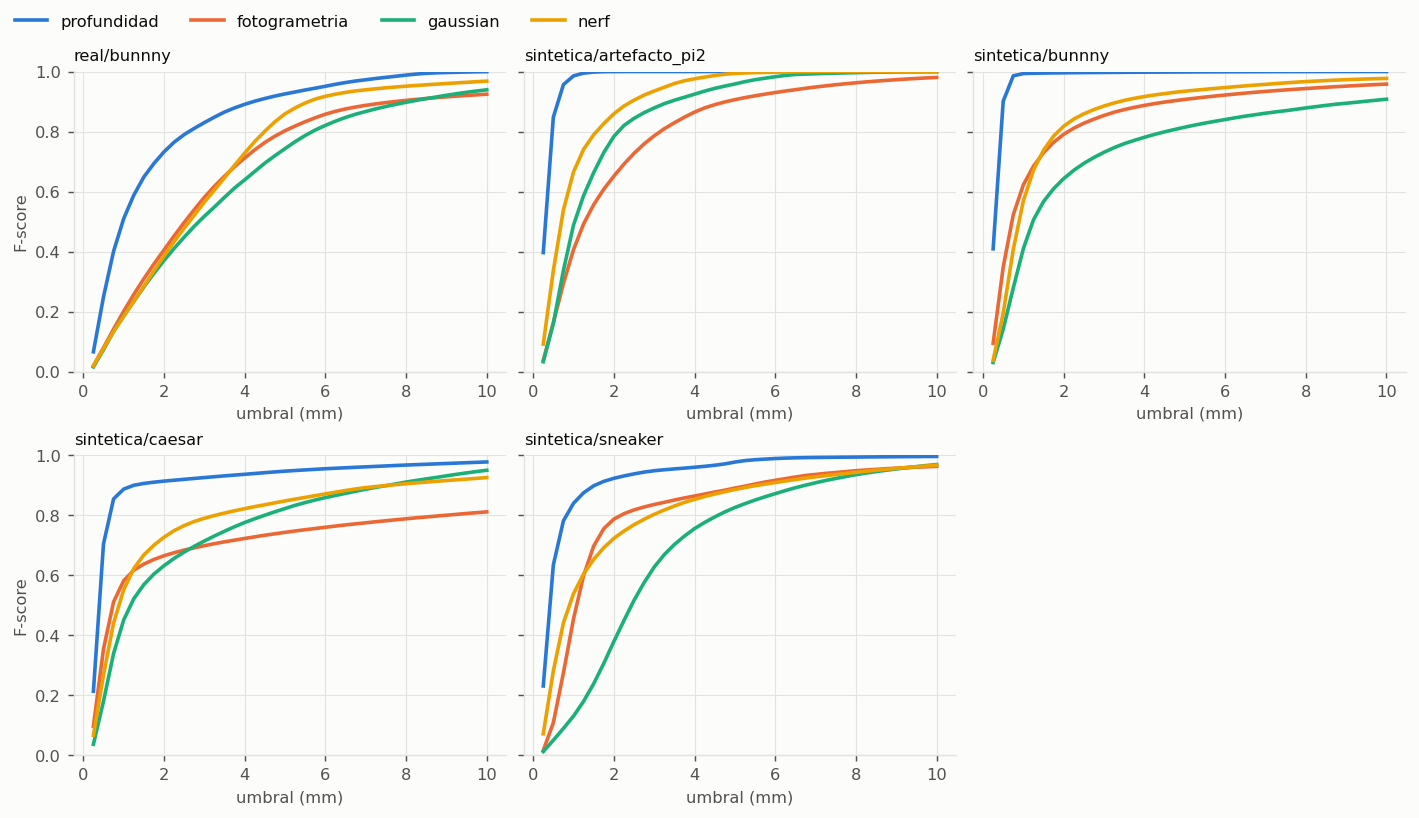 profundidad fotogrametria gaussian nerf
real/bunnny
1.0
0.8
0.6
0.4
0.2
0.0
F-score
0 2 4 6 8 10
umbral (mm)
sintetica/artefacto_pi2
0 2 4 6 8 10
umbral (mm)
sintetica/bunnny
0 2 4 6 8 10
umbral (mm)
sintetica/caesar
1.0
0.8
0.6
0.4
0.2
0.0
F-score
0 2 4 6 8 10
umbral (mm)
sintetica/sneaker
0 2 4 6 8 10
umbral (mm)